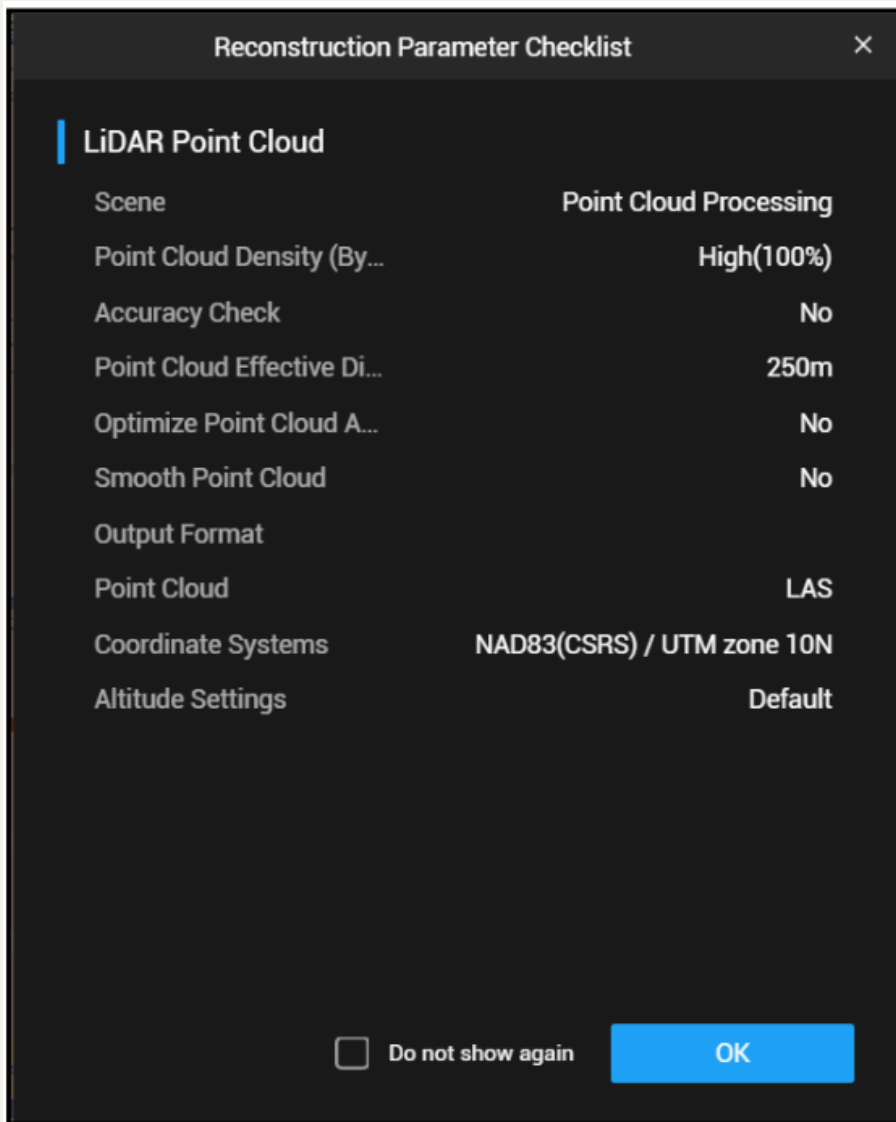 Reconstruction Parameter Checklist
LiDAR Point Cloud
Scene Point Cloud Processing
Point Cloud Density (By... High(100%)
Accuracy Check No
Point Cloud Effective Di... 250m
Optimize Point Cloud A... No
Smooth Point Cloud No
Output Format
Point Cloud LAS
Coordinate Systems NAD83(CSRS) / UTM zone 10N
Altitude Settings Default
Do not show again OK